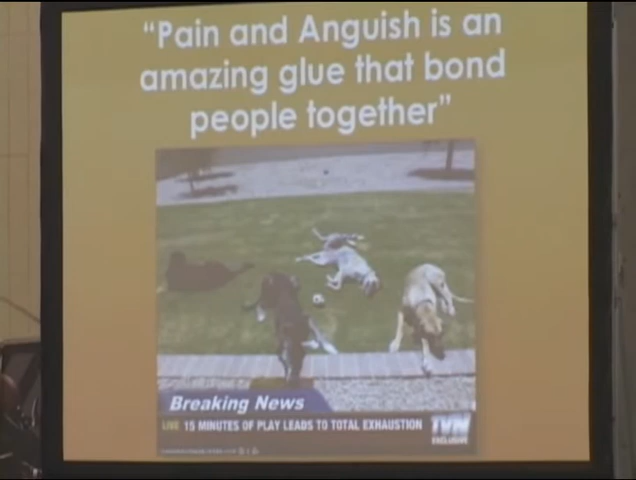 “Pain and Anguish is an
amazing glue that bond
people together”
Breaking News
LIVE 15 MINUTES OF PLAY LEADS TO TOTAL EXHAUSTION
EXCLUSIVE